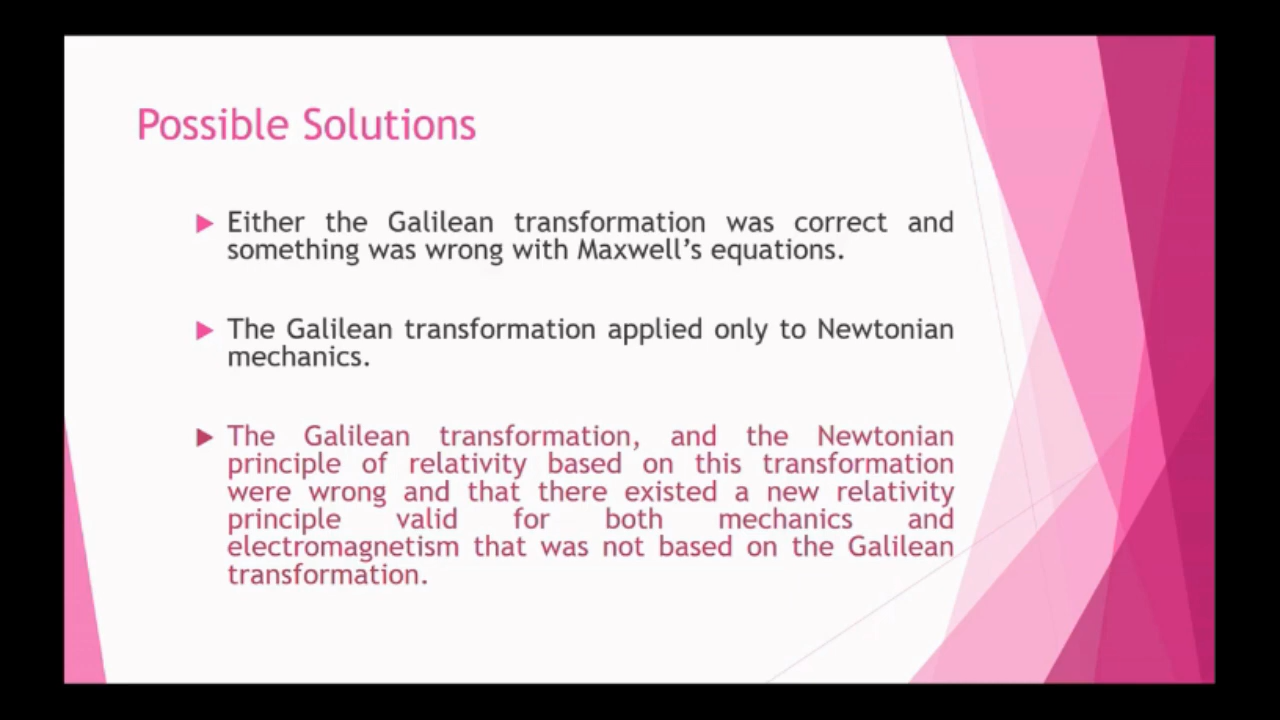 Possible Solutions
Either the Galilean transformation was correct and
something was wrong with Maxwell’s equations.
The Galilean transformation applied only to Newtonian
mechanics.
The Galilean transformation, and the Newtonian
principle of relativity based on this transformation
were wrong and that there existed a new relativity
principle valid for both mechanics and
electromagnetism that was not based on the Galilean
transformation.